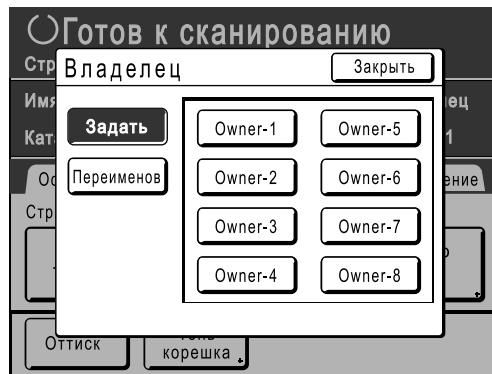 Готов к сканированию
Стр
Владелец
Закрыть
Имя
ец
Задать
Owner-1
Owner-5
Кат
1
Переименов
Owner-2
Owner-6
Ос
ение
Стр
Owner-3
Owner-7
Owner-4
Owner-8
Оттиск
корешка